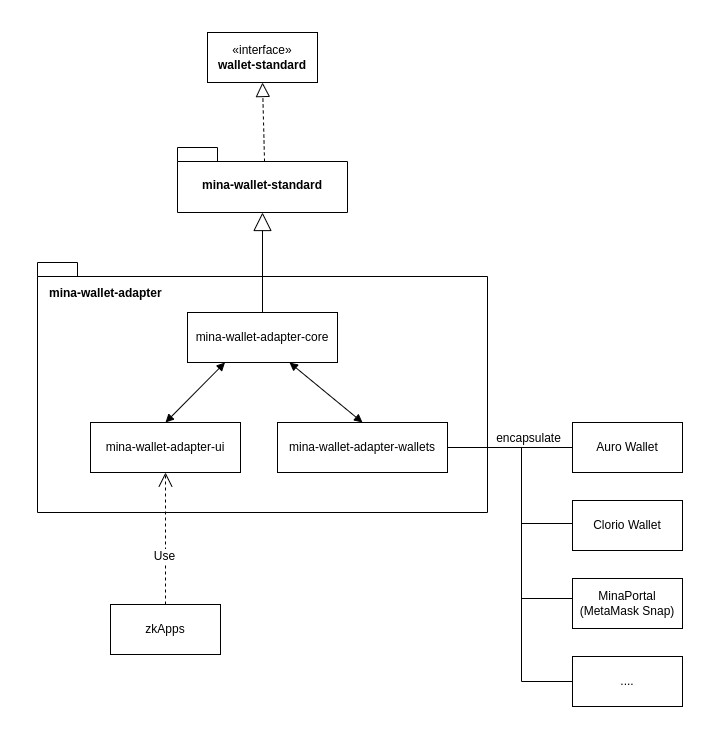 «interface»
wallet-standard
mina-wallet-standard
mina-wallet-adapter
mina-wallet-adapter-core
mina-wallet-adapter-ui
mina-wallet-adapter-wallets
encapsulate
Auro Wallet
Clorio Wallet
MinaPortal
(MetaMask Snap)
....
Use
zkApps